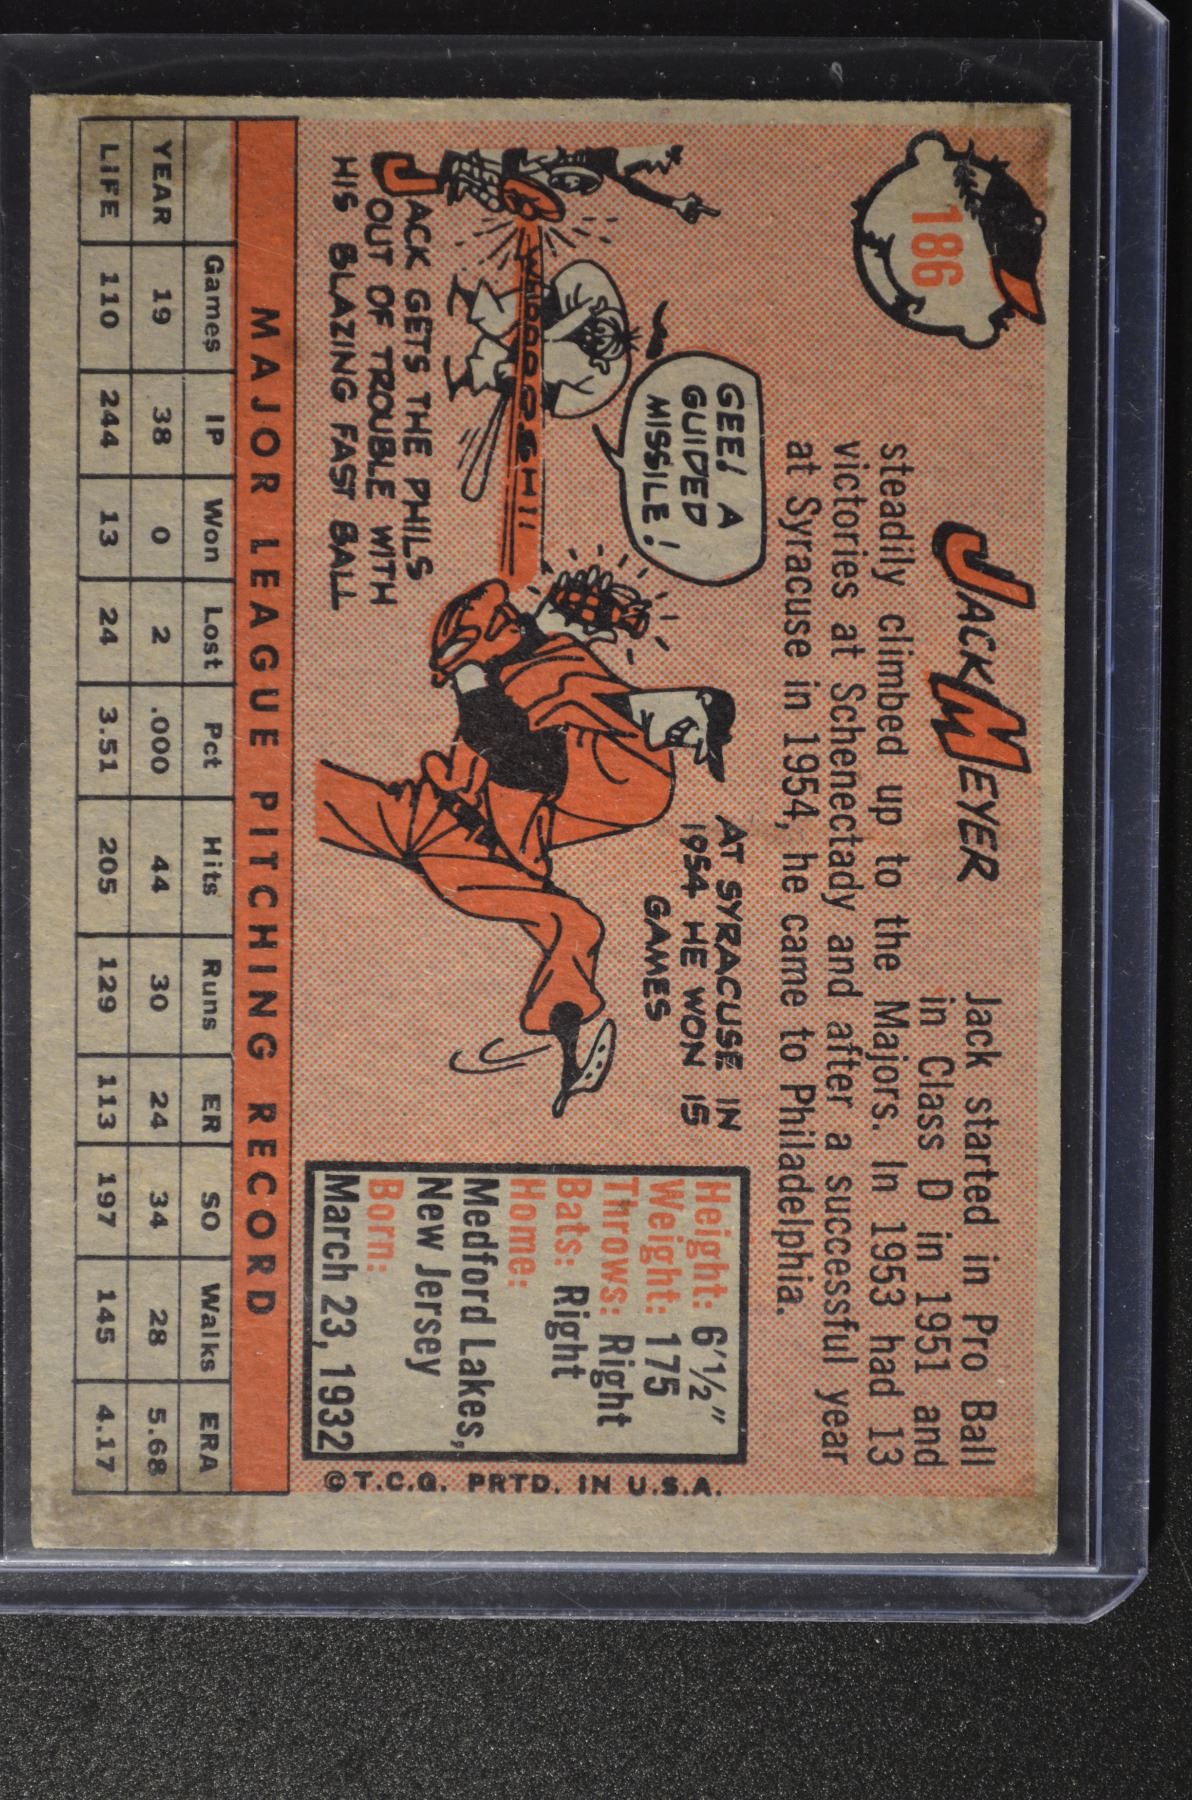 186
JACK MEYER
Jack started in Pro Ball
in Class D in 1951 and
steadily climbed up to the Majors. In 1953 had 13
victories at Schenectady and after a successful year
at Syracuse in 1954, he came to Philadelphia.
GEE! A
GUIDED
MISSILE!
WHOOOOOSH!!
AT SYRACUSE IN
1954 HE WON 15
GAMES
JACK GETS THE PHILS
OUT OF TROUBLE WITH
HIS BLAZING FAST BALL
Height: 6'1½"
Weight: 175
Throws: Right
Bats: Right
Home:
Medford Lakes,
New Jersey
Born:
March 23, 1932
©T.C.G. PRTD. IN U.S.A.
MAJOR LEAGUE PITCHING RECORD
Games IP Won Lost Pct Hits Runs ER SO Walks ERA
YEAR 19 38 0 2 .000 44 30 24 34 28 5.68
LIFE 110 244 13 24 3.51 205 129 113 197 145 4.17